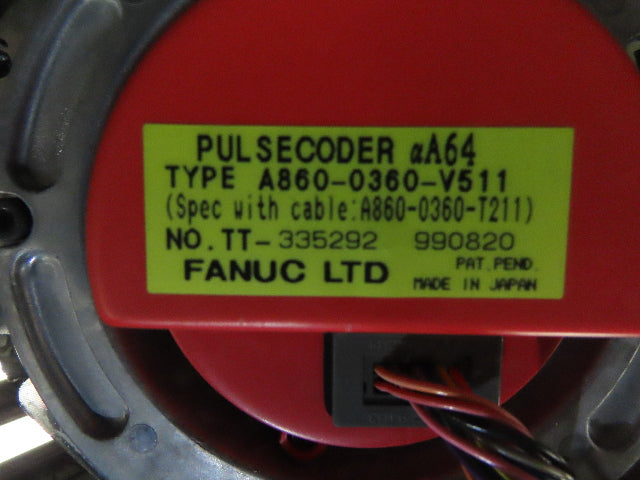 PULSECODER αA64
TYPE A860-0360-V511
(Spec with cable:A860-0360-T211)
NO.TT-335292 990820
FANUC LTD PAT.PEND.
MADE IN JAPAN